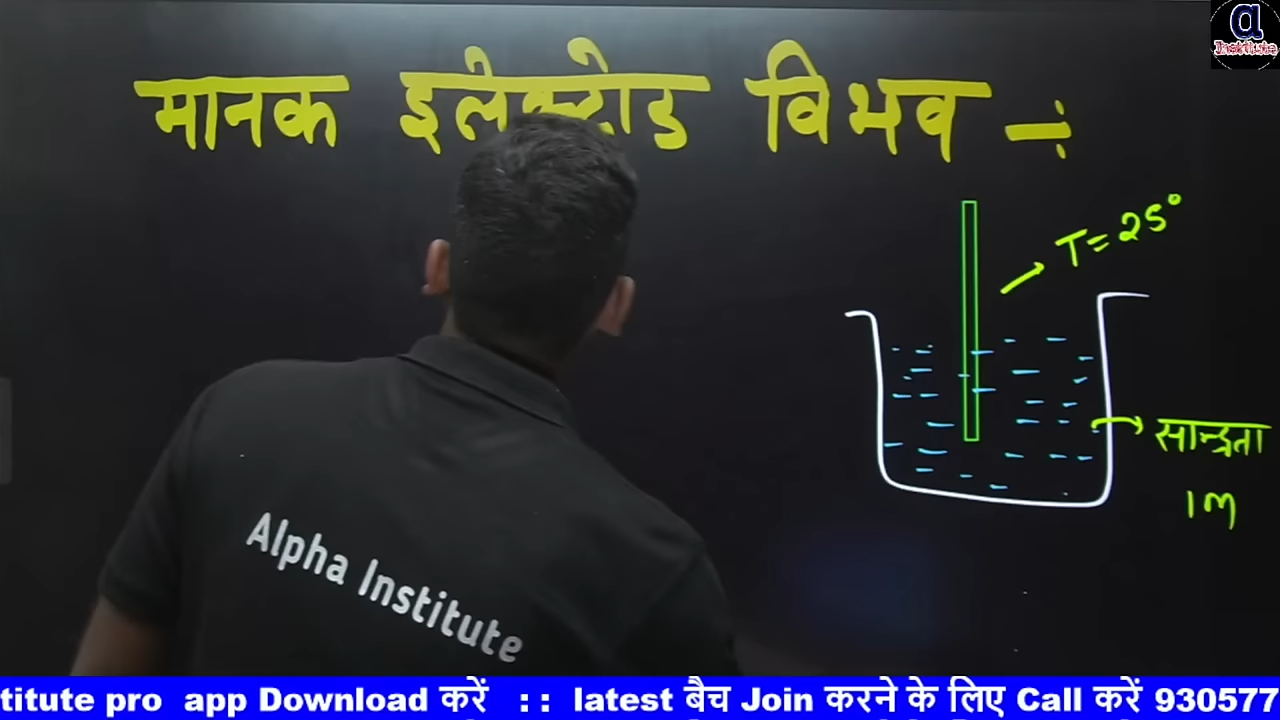 α
Institute
मानक इलेक्ट्रोड विभव -:
T = 25°
सान्द्रता
1M
Alpha Institute
titute pro app Download करें :: latest बैच Join करने के लिए Call करें 930577